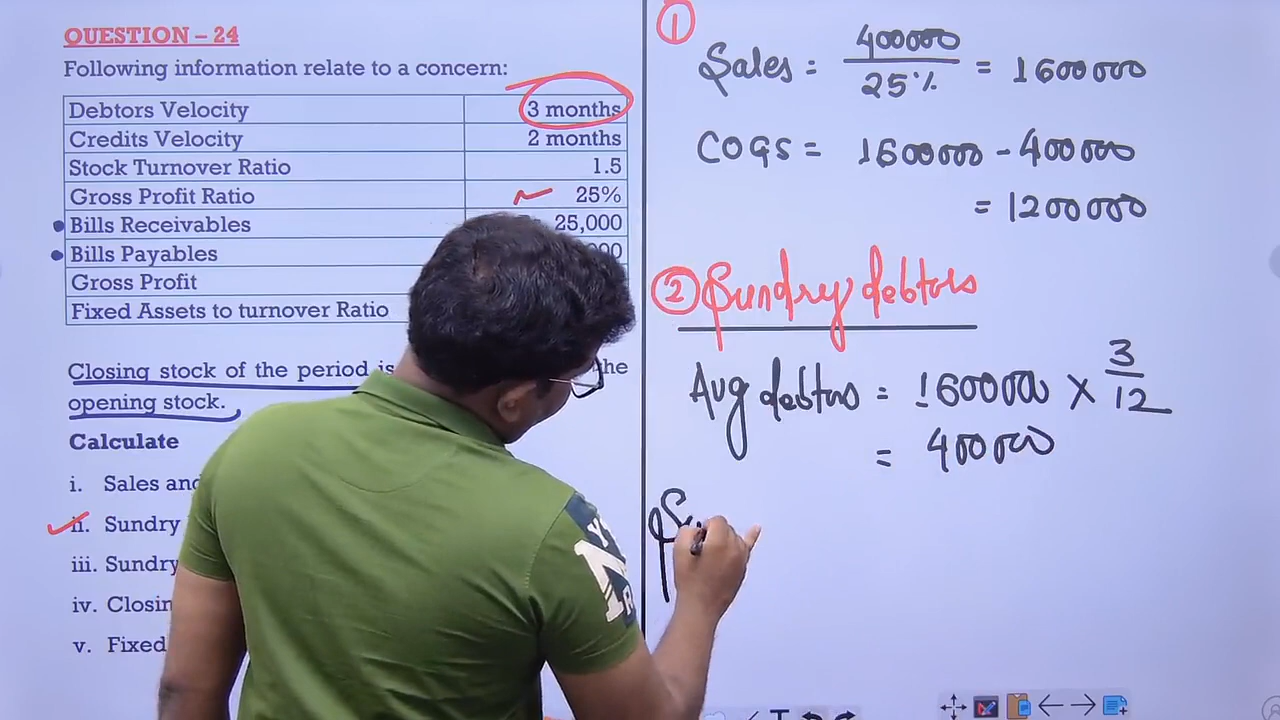 QUESTION – 24
Following information relate to a concern:
Debtors Velocity 3 months
Credits Velocity 2 months
Stock Turnover Ratio 1.5
Gross Profit Ratio 25%
Bills Receivables 25,000
Bills Payables 000
Gross Profit
Fixed Assets to turnover Ratio
Closing stock of the period is the
opening stock.
Calculate
i. Sales and
ii. Sundry
iii. Sundry
iv.
v. Fixed
1
Sales = 400000 / 25% = 1600000
COGS = 1600000 - 400000
= 1200000
2 Sundry debtors
Avg debtors = 1600000 × 3/12
= 400000